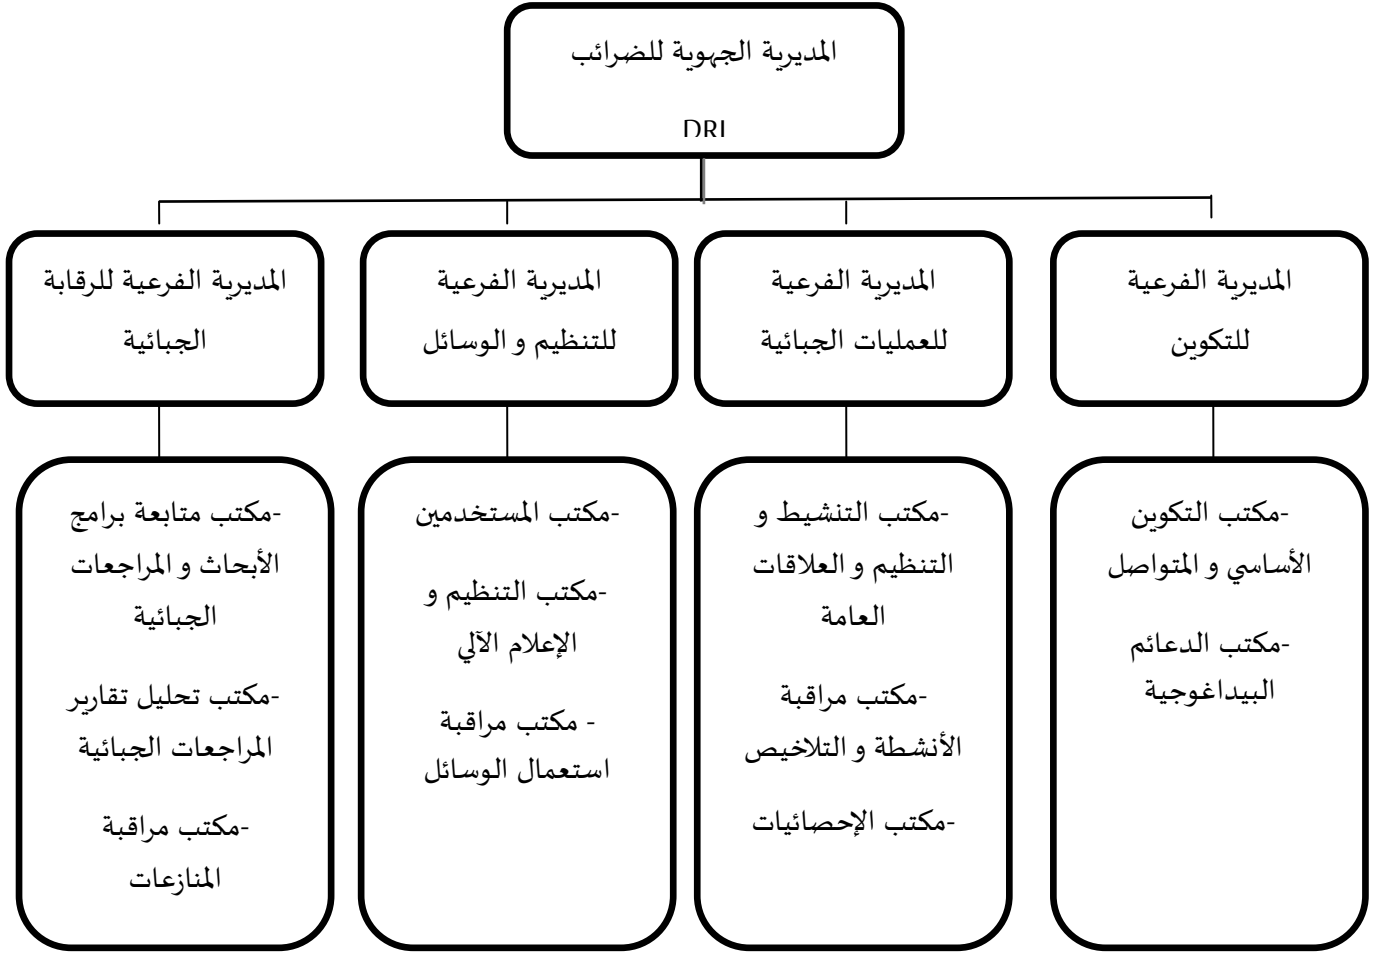 المديرية الجهوية للضرائب
DRI
المديرية الفرعية
للتكوين
المديرية الفرعية
للعمليات الجبائية
المديرية الفرعية
للتنظيم و الوسائل
المديرية الفرعية للرقابة
الجبائية
-مكتب التكوين
الأساسي و المتواصل
-مكتب الدعائم
البيداغوجية
-مكتب التنشيط و
التنظيم و العلاقات
العامة
-مكتب مراقبة
الأنشطة و التلاخيص
-مكتب الإحصائيات
-مكتب المستخدمين
-مكتب التنظيم و
الإعلام الآلي
- مكتب مراقبة
استعمال الوسائل
-مكتب متابعة برامج
الأبحاث و المراجعات
الجبائية
-مكتب تحليل تقارير
المراجعات الجبائية
-مكتب مراقبة
المنازعات